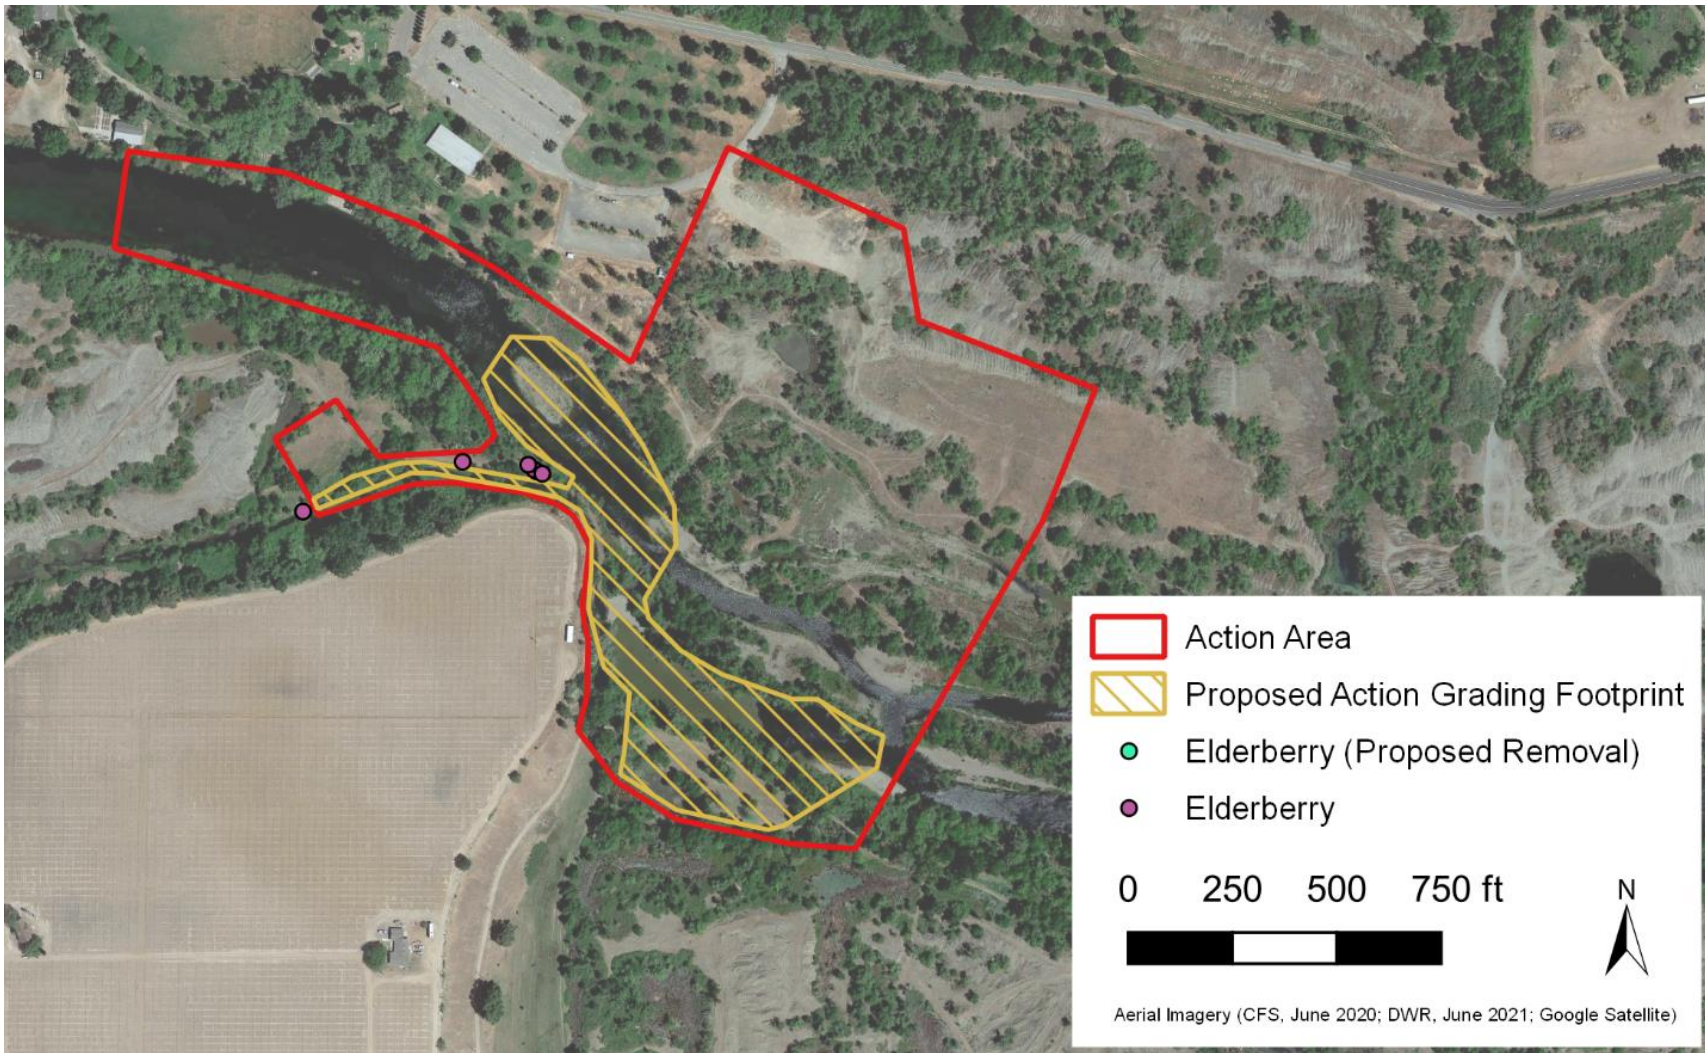 Action Area
Proposed Action Grading Footprint
Elderberry (Proposed Removal)
Elderberry
0 250 500 750 ft
N
Aerial Imagery (CFS, June 2020; DWR, June 2021; Google Satellite)